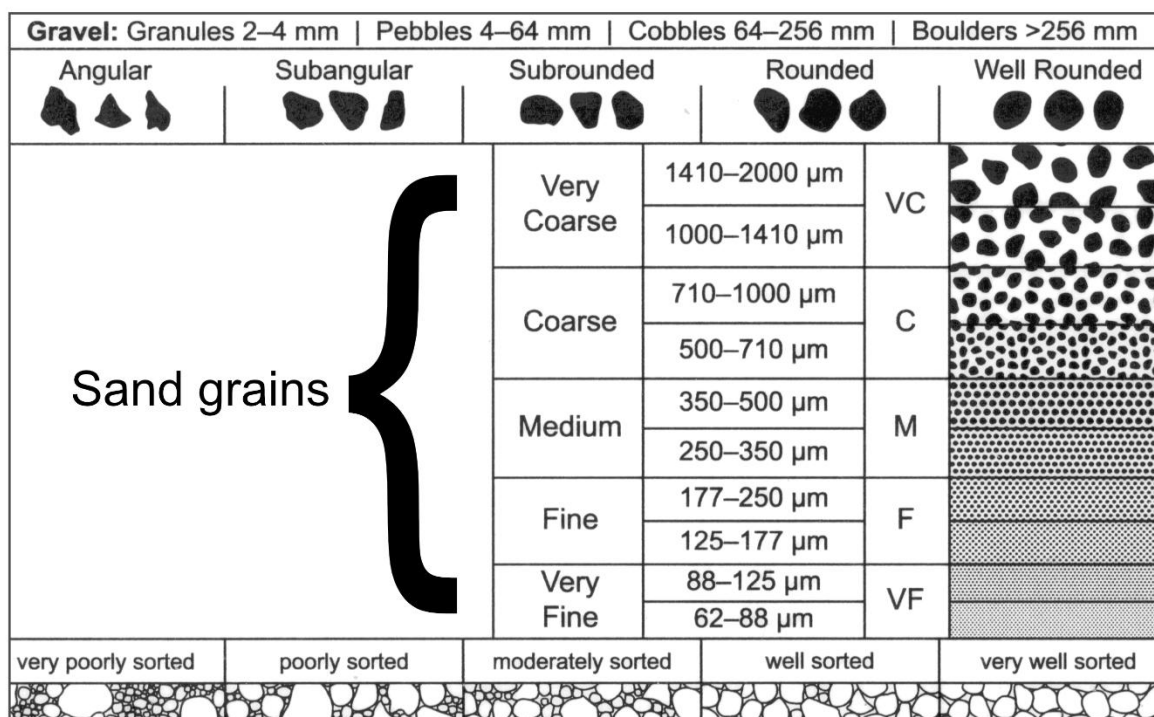 Gravel: Granules 2–4 mm | Pebbles 4–64 mm | Cobbles 64–256 mm | Boulders >256 mm
Angular Subangular Subrounded Rounded Well Rounded
Sand grains
Very
Coarse
1410–2000 µm
1000–1410 µm
VC
Coarse
710–1000 µm
500–710 µm
C
Medium
350–500 µm
250–350 µm
M
Fine
177–250 µm
125–177 µm
F
Very
Fine
88–125 µm
62–88 µm
VF
very poorly sorted poorly sorted moderately sorted well sorted very well sorted